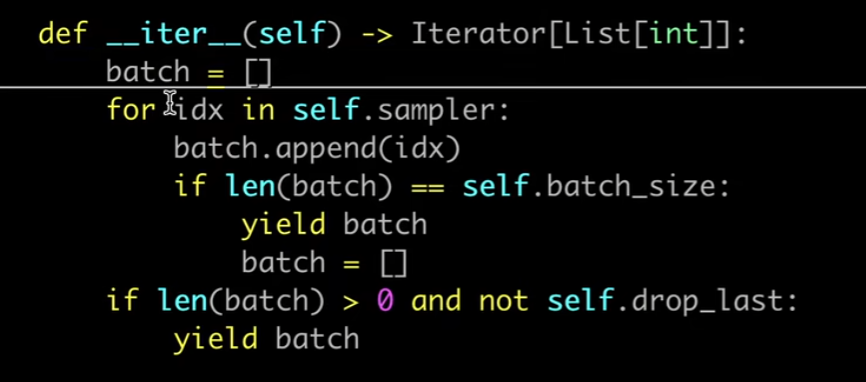 def __iter__(self) -> Iterator[List[int]]:
    batch = []
    for idx in self.sampler:
        batch.append(idx)
        if len(batch) == self.batch_size:
            yield batch
            batch = []
    if len(batch) > 0 and not self.drop_last:
        yield batch